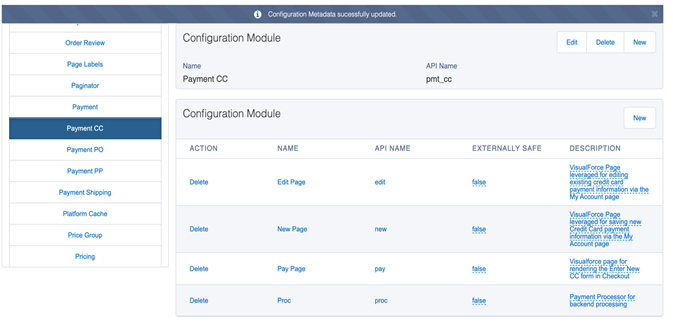 Configuration Metadata sucessfully updated.
Order Review
Page Labels
Paginator
Payment
Payment CC
Payment PO
Payment PP
Payment Shipping
Platform Cache
Price Group
Pricing
Configuration Module
Edit
Delete
New
Name
API Name
Payment CC
pmt_cc
Configuration Module
New
ACTION NAME API NAME EXTERNALLY SAFE DESCRIPTION
Delete Edit Page edit false
VisualForce Page
leveraged for editing
existing credit card
payment information via the
My Account page
Delete New Page new false
VisualForce Page
leveraged for saving new
Credit Card payment
information via the My
Account page
Delete Pay Page pay false
Visualforce page for
rendering the Enter New
CC form in Checkout
Delete Proc proc false
Payment Processor for
backend processing